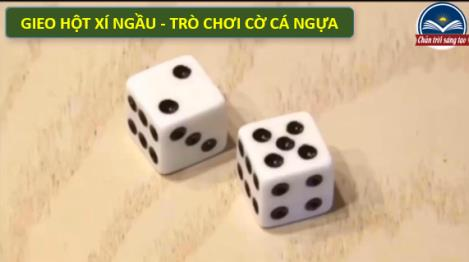 GIEO HỘT XÍ NGẦU - TRÒ CHƠI CỜ CÁ NGỰA
Chân trời sáng tạo